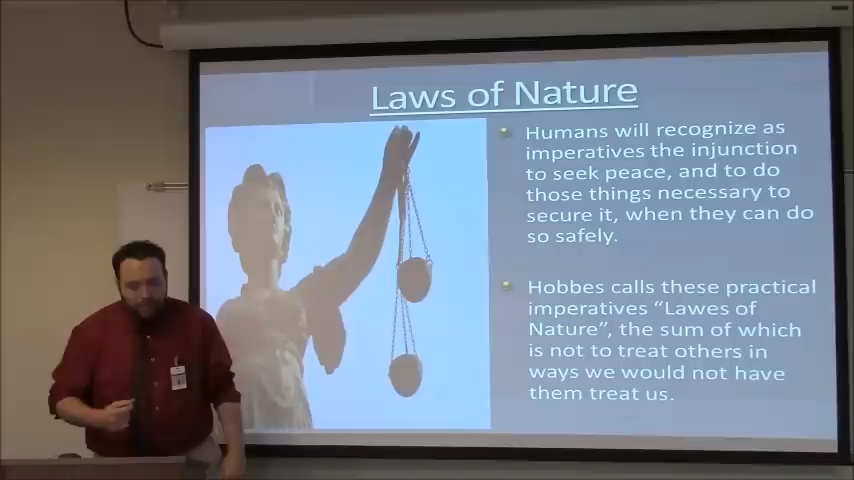 Laws of Nature
Humans will recognize as
imperatives the injunction
to seek peace, and to do
those things necessary to
secure it, when they can do
so safely.
Hobbes calls these practical
imperatives “Lawes of
Nature”, the sum of which
is not to treat others in
ways we would not have
them treat us.